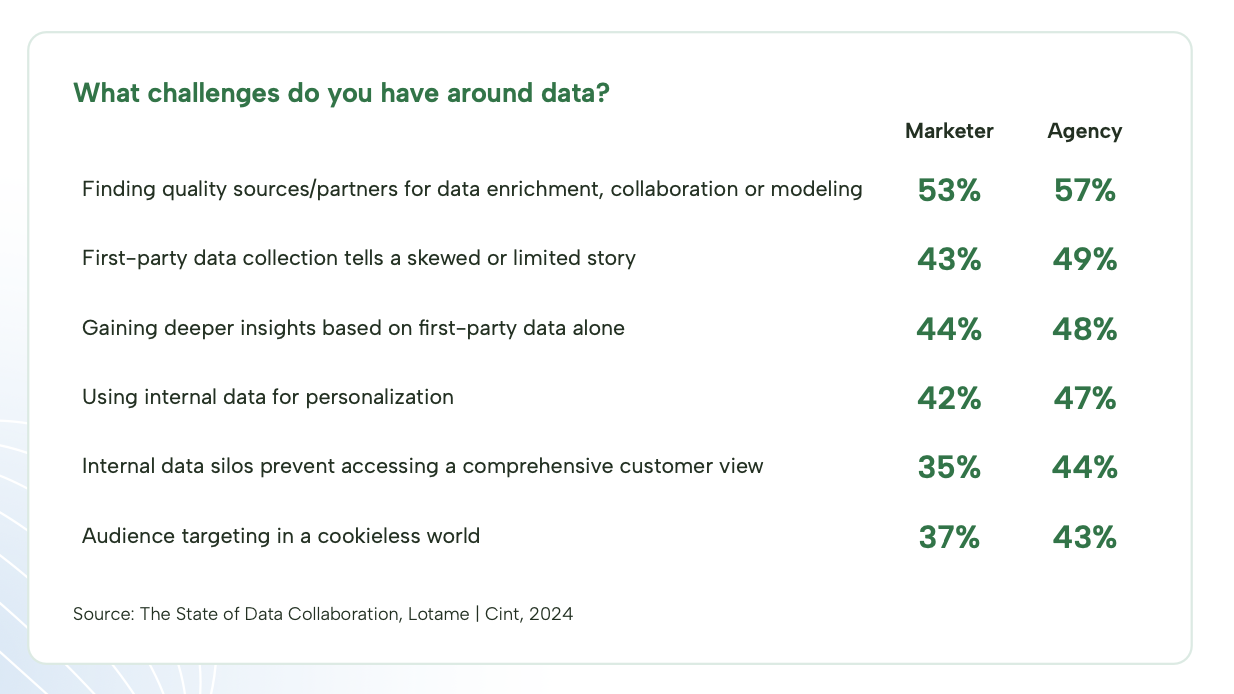 What challenges do you have around data?
Marketer Agency
Finding quality sources/partners for data enrichment, collaboration or modeling 53% 57%
First-party data collection tells a skewed or limited story 43% 49%
Gaining deeper insights based on first-party data alone 44% 48%
Using internal data for personalization 42% 47%
Internal data silos prevent accessing a comprehensive customer view 35% 44%
Audience targeting in a cookieless world 37% 43%
Source: The State of Data Collaboration, Lotame | Cint, 2024